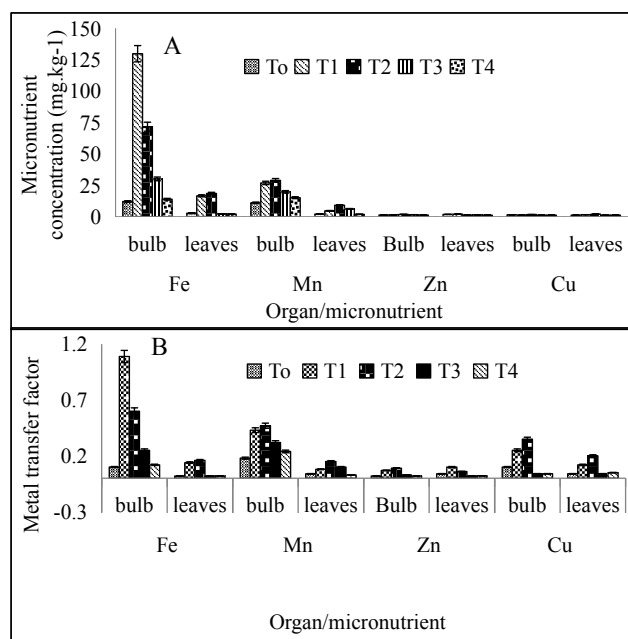 150
A
125
To T1 T2 T3 T4
100
75
50
25
0
Micronutrient
concentration (mg.kg-1)
bulb leaves bulb leaves Bulb leaves bulb leaves
Fe Mn Zn Cu
Organ/micronutrient
1.2
B
To T1 T2 T3 T4
0.7
0.2
-0.3
Metal transfer factor
bulb leaves bulb leaves Bulb leaves bulb leaves
Fe Mn Zn Cu
Organ/micronutrient